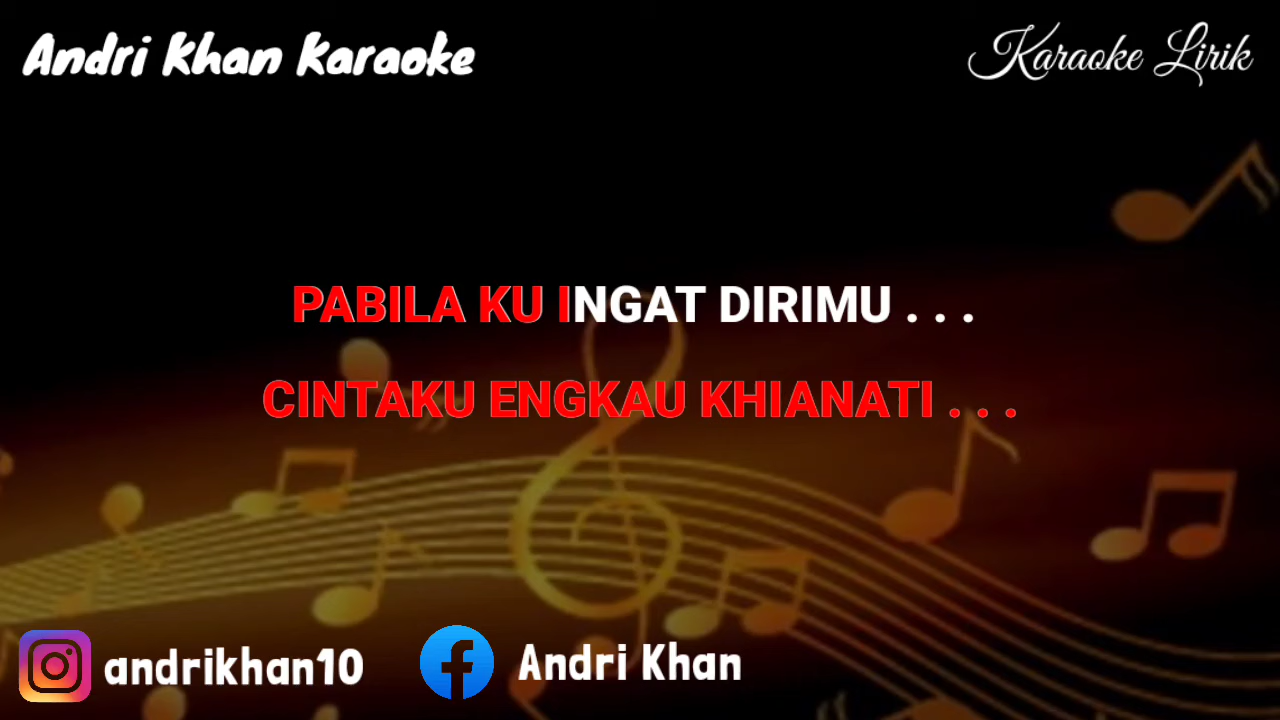 Andri Khan Karaoke
Karaoke Lirik
PABILA KU INGAT DIRIMU . . .
CINTAKU ENGKAU KHIANATI . . .
andrikhan10
Andri Khan